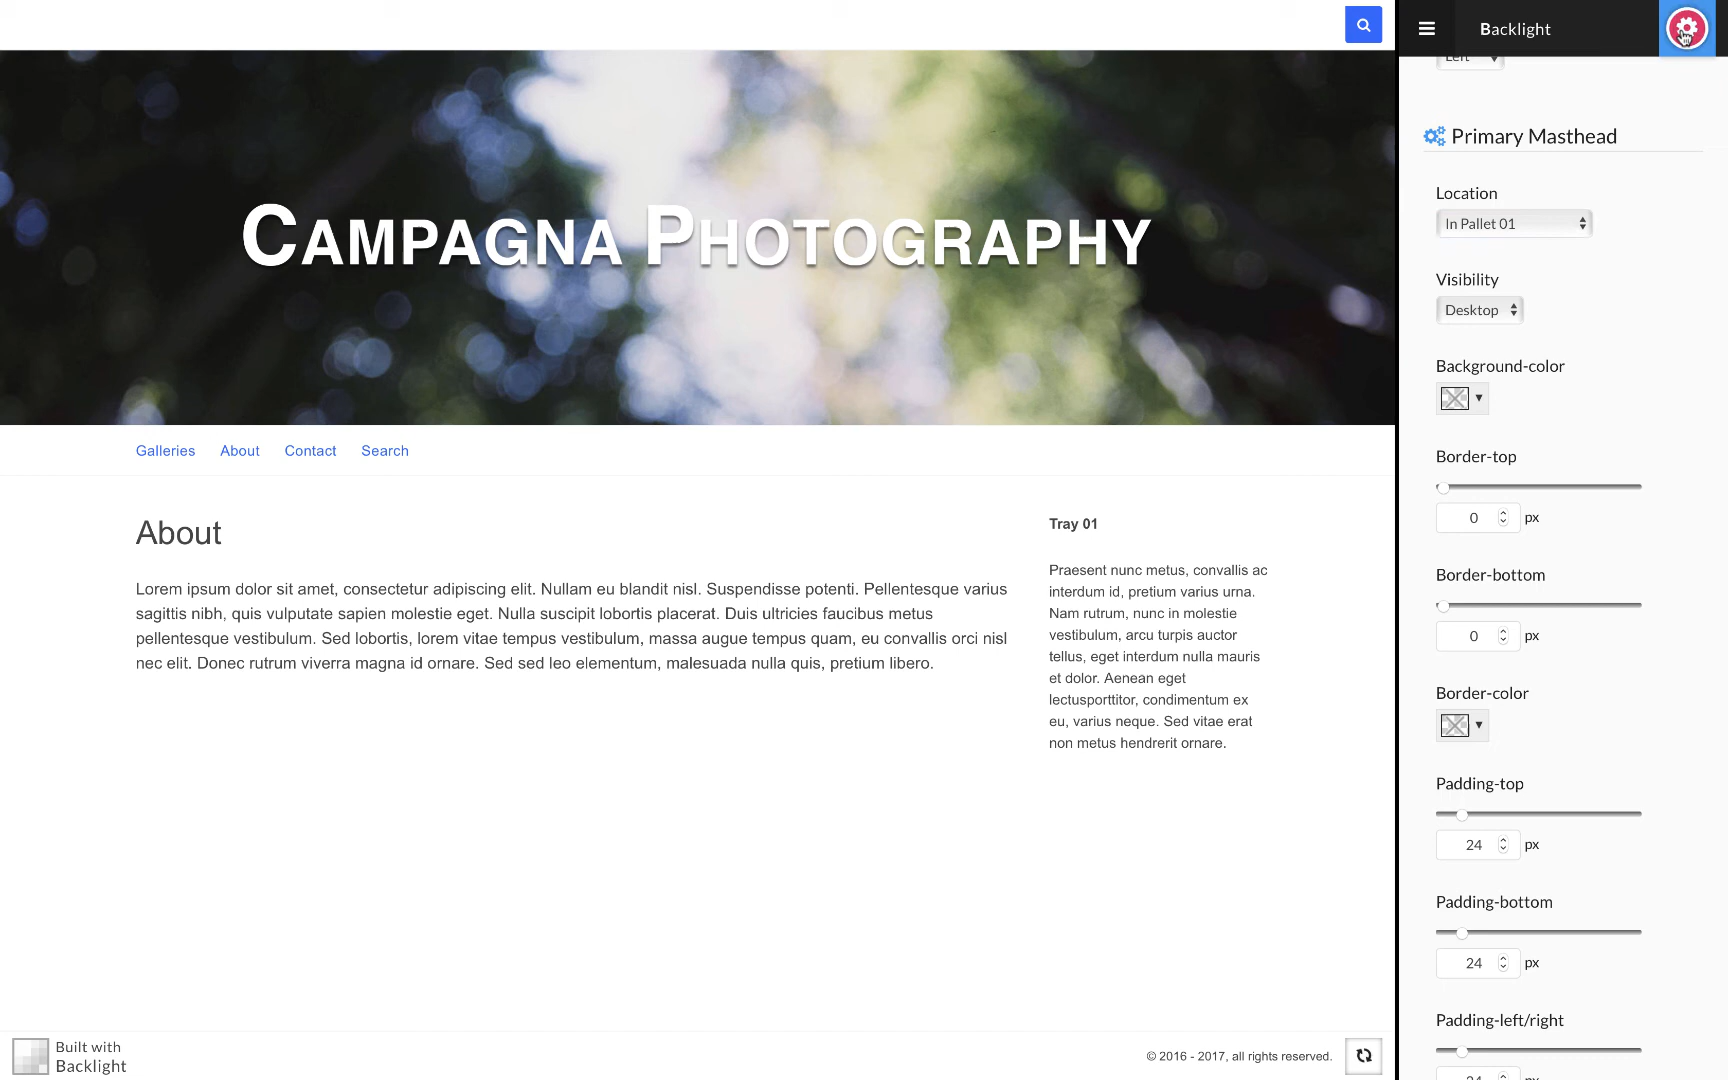 Backlight
Left
CAMPAGNA PHOTOGRAPHY
Galleries About Contact Search
About
Lorem ipsum dolor sit amet, consectetur adipiscing elit. Nullam eu blandit nisl. Suspendisse potenti. Pellentesque varius
sagittis nibh, quis vulputate sapien molestie eget. Nulla suscipit lobortis placerat. Duis ultricies faucibus metus
pellentesque vestibulum. Sed lobortis, lorem vitae tempus vestibulum, massa augue tempus quam, eu convallis orci nisl
nec elit. Donec rutrum viverra magna id ornare. Sed sed leo elementum, malesuada nulla quis, pretium libero.
Tray 01
Praesent nunc metus, convallis ac
interdum id, pretium varius urna.
Nam rutrum, nunc in molestie
vestibulum, arcu turpis auctor
tellus, eget interdum nulla mauris
et dolor. Aenean eget
lectusporttitor, condimentum ex
eu, varius neque. Sed vitae erat
non metus hendrerit ornare.
Primary Masthead
Location
In Pallet 01
Visibility
Desktop
Background-color
Border-top
0 px
Border-bottom
0 px
Border-color
Padding-top
24 px
Padding-bottom
24 px
Padding-left/right
24
Built with
Backlight
© 2016 - 2017, all rights reserved.